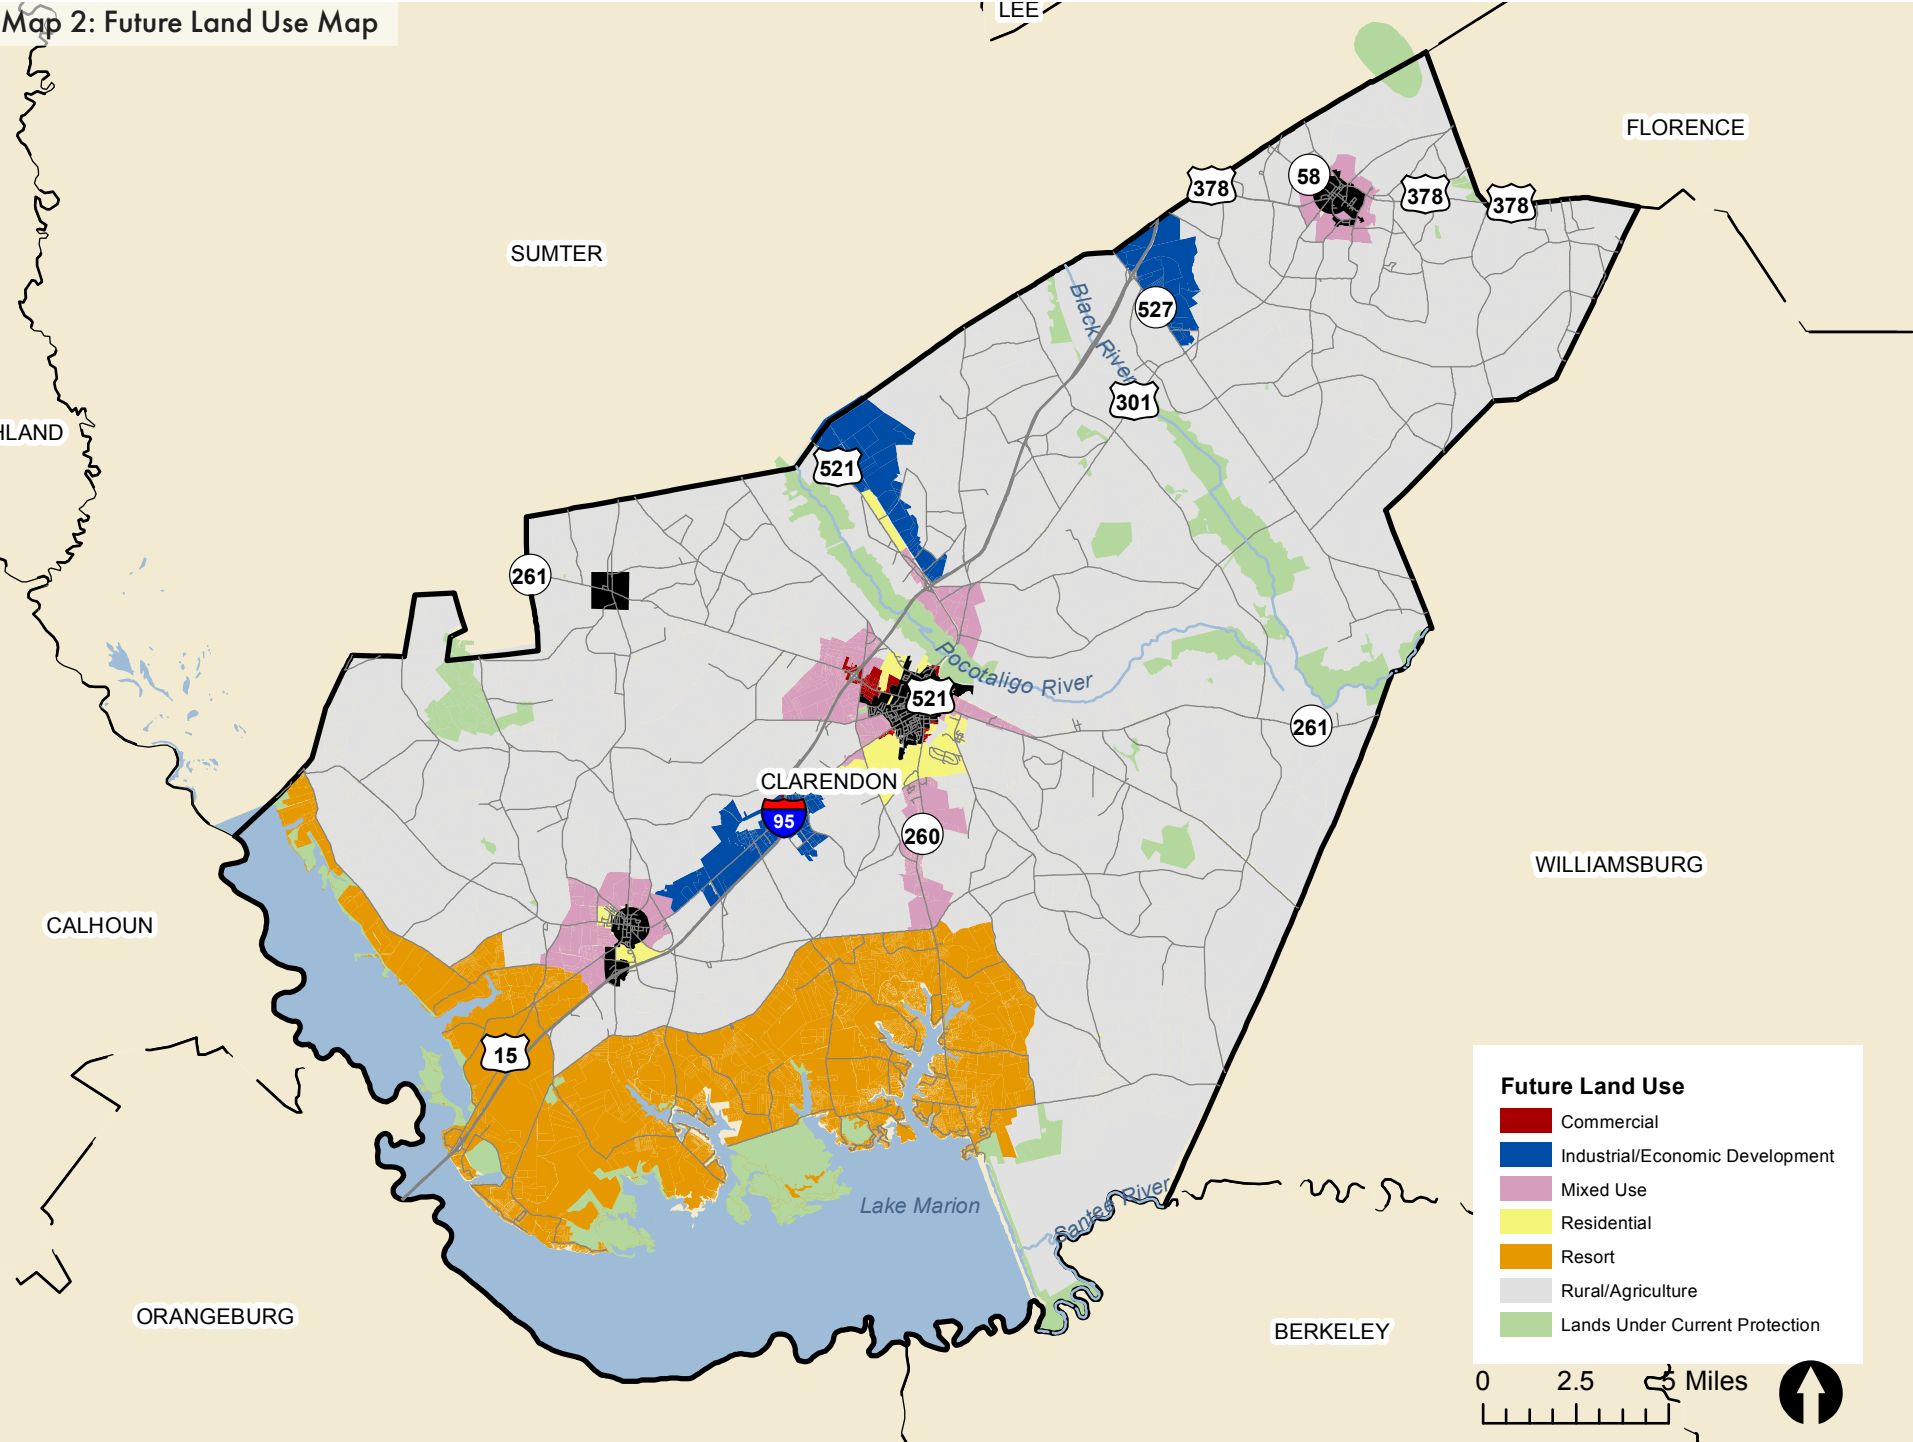 Map 2: Future Land Use Map
LEE
FLORENCE
58
378
378
378
SUMTER
527
Black River
301
HLAND
521
261
Pocotaligo River
521
261
CLARENDON
95
260
WILLIAMSBURG
CALHOUN
15
Lake Marion
Santee River
ORANGEBURG
BERKELEY
Future Land Use
Commercial
Industrial/Economic Development
Mixed Use
Residential
Resort
Rural/Agriculture
Lands Under Current Protection
0 2.5 5 Miles